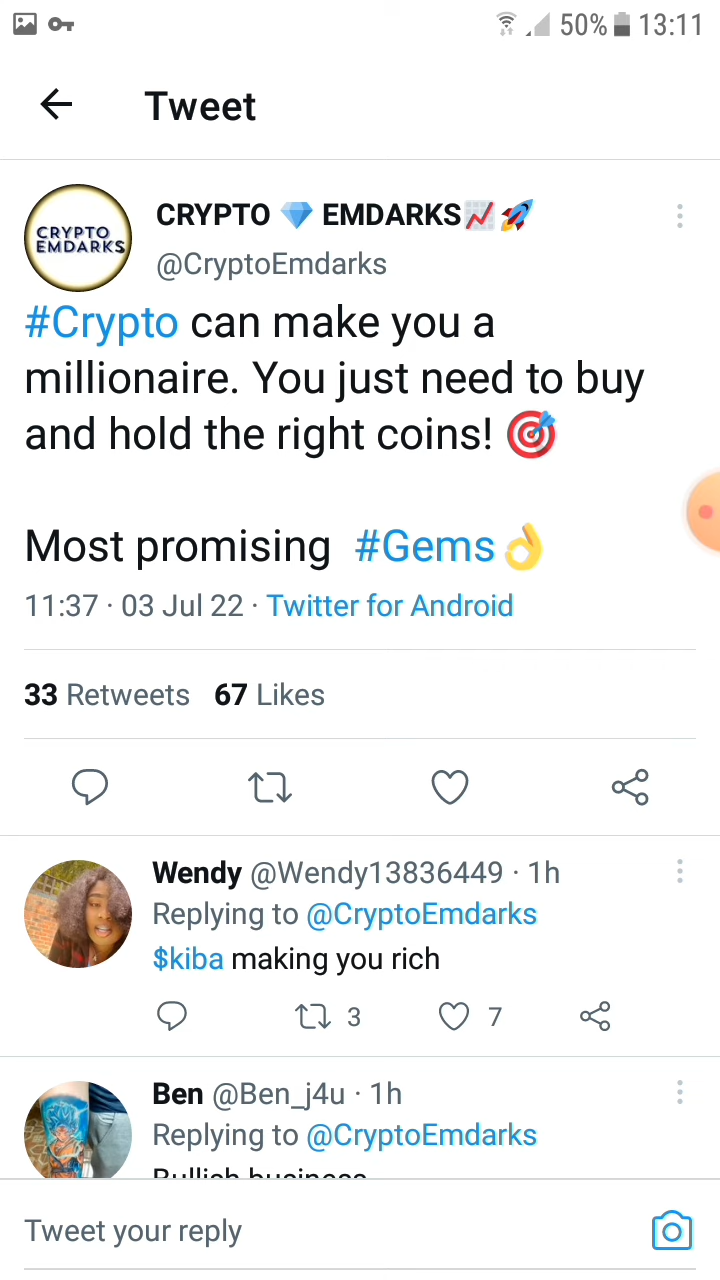 50% 13:11
Tweet
CRYPTO EMDARKS
CRYPTO 💎 EMDARKS📈🚀
@CryptoEmdarks
#Crypto can make you a
millionaire. You just need to buy
and hold the right coins! 🎯
Most promising #Gems👌
11:37 · 03 Jul 22 · Twitter for Android
33 Retweets 67 Likes
Wendy @Wendy13836449 · 1h
Replying to @CryptoEmdarks
$kiba making you rich
3 7
Ben @Ben_j4u · 1h
Replying to @CryptoEmdarks
Bullish business
Tweet your reply